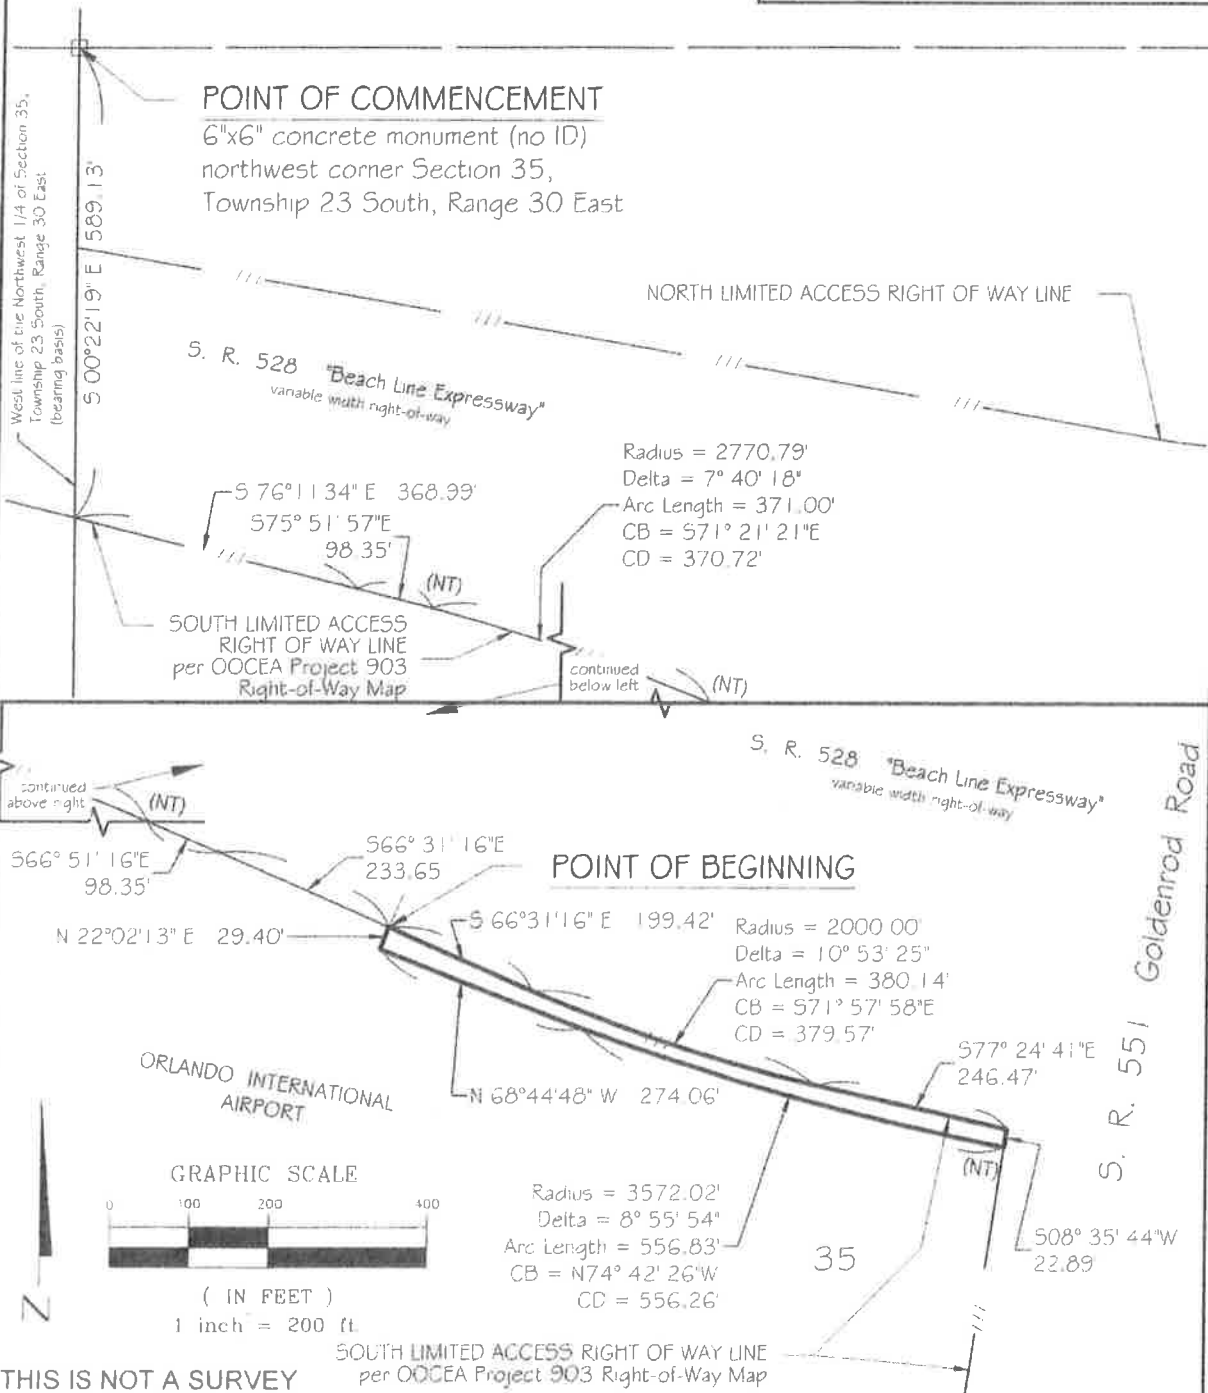 POINT OF COMMENCEMENT
6"x6" concrete monument (no ID)
northwest corner Section 35,
Township 23 South, Range 30 East
West line of the Northwest 1/4 of Section 35,
Township 23 South, Range 30 East
(bearing basis)
S 00°22'19" E 589.13'
NORTH LIMITED ACCESS RIGHT OF WAY LINE
S. R. 528 "Beach Line Expressway"
variable width right-of-way
Radius = 2770.79'
Delta = 7° 40' 18"
Arc Length = 371.00'
CB = S71° 21' 21"E
CD = 370.72'
S 76°11'34" E 368.99'
S75° 51' 57"E
98.35'
(NT)
SOUTH LIMITED ACCESS
RIGHT OF WAY LINE
per OOCEA Project 903
Right-of-Way Map
continued
below left
(NT)
S. R. 528 "Beach Line Expressway"
variable width right-of-way
continued
above right
(NT)
S66° 51' 16"E
98.35'
S66° 31' 16"E
233.65
POINT OF BEGINNING
N 22°02'13" E 29.40'
S 66°31'16" E 199.42'
Radius = 2000.00'
Delta = 10° 53' 25"
Arc Length = 380.14'
CB = S71° 57' 58"E
CD = 379.57'
S77° 24' 41"E
246.47'
S. R. 551 Goldenrod Road
ORLANDO INTERNATIONAL
AIRPORT
N 68°44'48" W 274.06'
(NT)
GRAPHIC SCALE
0 100 200 400
( IN FEET )
1 inch = 200 ft.
N
Radius = 3572.02'
Delta = 8° 55' 54"
Arc Length = 556.83'
CB = N74° 42' 26"W
CD = 556.26'
35
S08° 35' 44"W
22.89'
SOUTH LIMITED ACCESS RIGHT OF WAY LINE
per OOCEA Project 903 Right-of-Way Map
THIS IS NOT A SURVEY